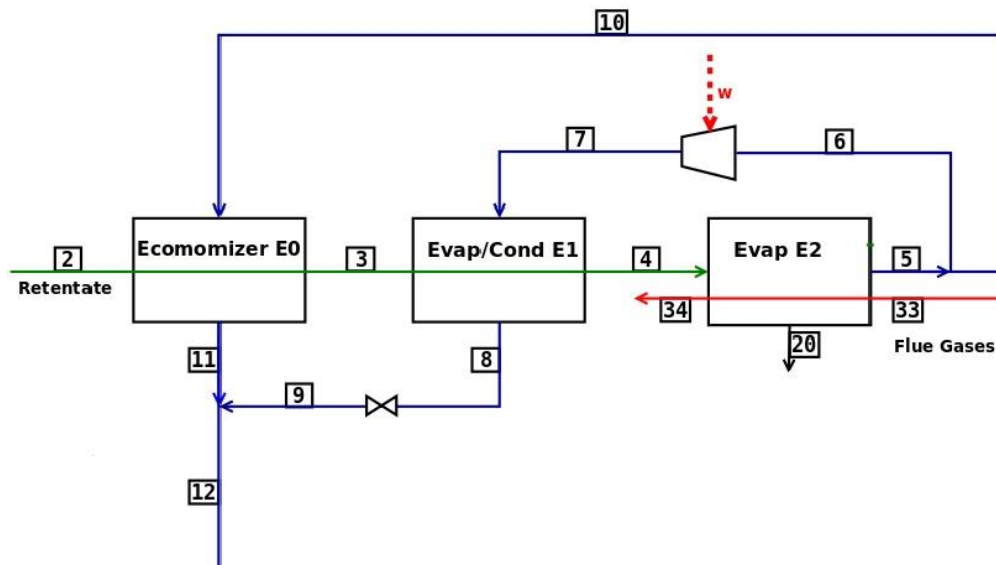 10
w
7
6
Ecomomizer E0
Evap/Cond E1
Evap E2
2
3
4
5
Retentate
34
33
11
8
20
Flue Gases
9
12